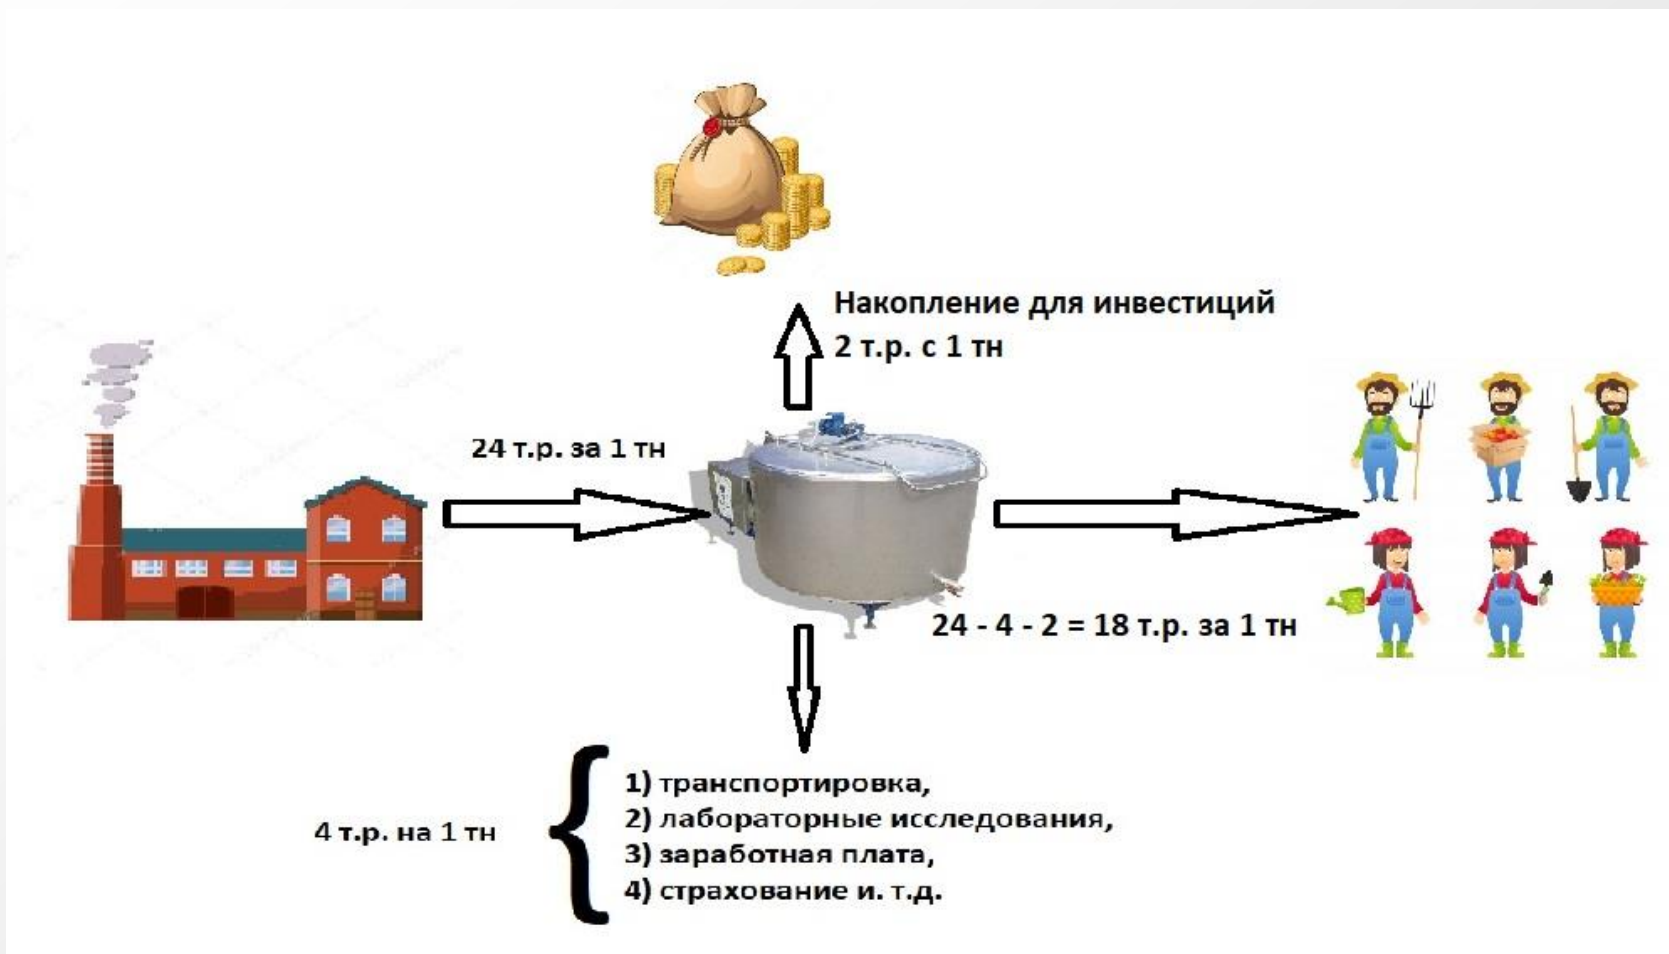 Накопление для инвестиций
2 т.р. с 1 тн
24 т.р. за 1 тн
24 - 4 - 2 = 18 т.р. за 1 тн
4 т.р. на 1 тн
1) транспортировка,
2) лабораторные исследования,
3) заработная плата,
4) страхование и. т.д.